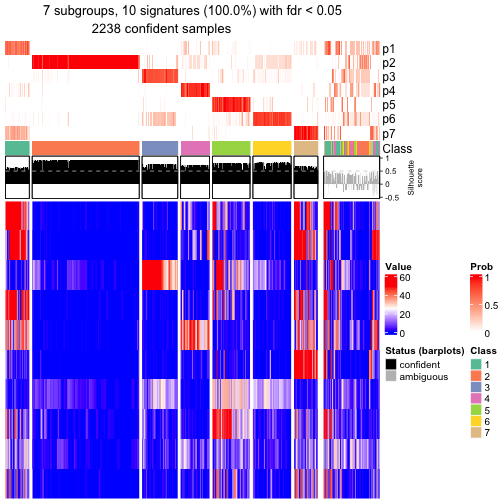 7 subgroups, 10 signatures (100.0%) with fdr < 0.05
2238 confident samples
p1
p2
p3
p4
p5
p6
p7
Class
1
0.5
0
-0.5
Silhouette
score
Value
60
40
20
0
Prob
1
0.5
0
Status (barplots)
confident
ambiguous
Class
1
2
3
4
5
6
7